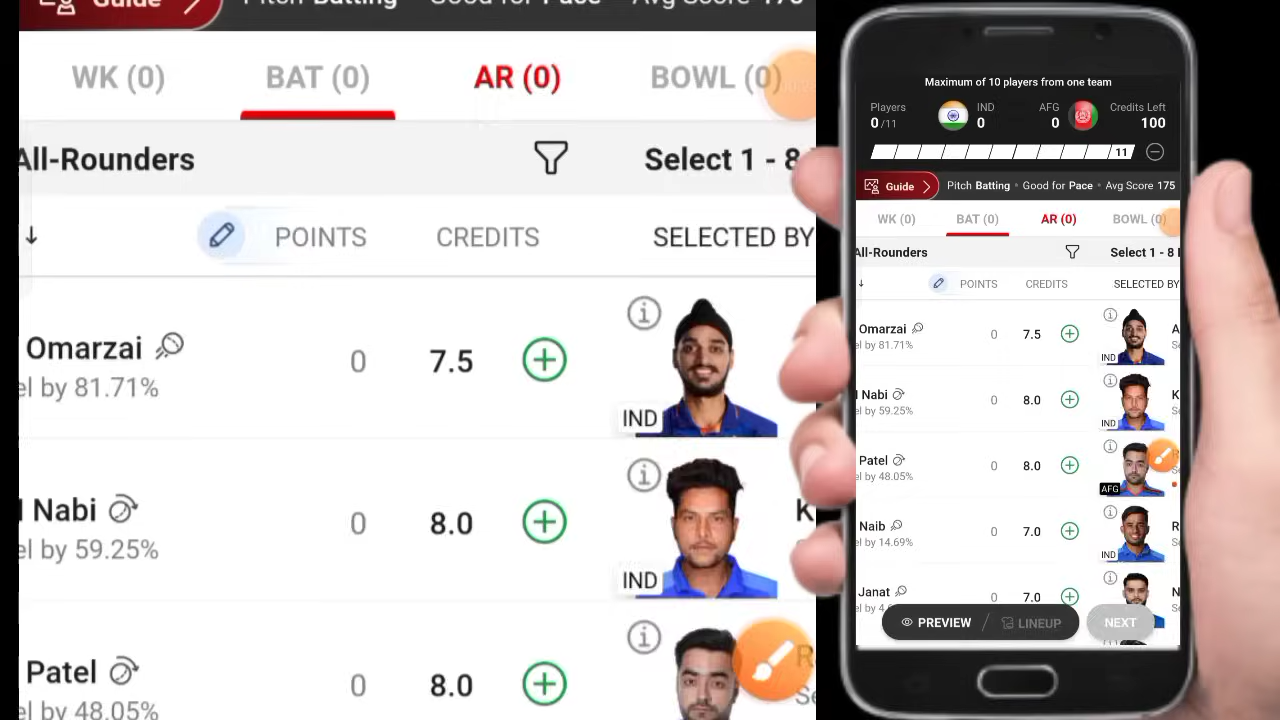 Guide
Pitch Batting
Good for Pace
Avg Score 175
WK (0)
BAT (0)
AR (0)
BOWL (0)
All-Rounders
Select 1 - 8
POINTS
CREDITS
SELECTED BY
Omarzai
0
7.5
el by 81.71%
IND
Nabi
0
8.0
K
el by 59.25%
IND
Patel
0
8.0
R
el by 48.05%
Se
Maximum of 10 players from one team
Players
IND
AFG
Credits Left
0/11
0
0
100
11
Guide
Pitch Batting
Good for Pace
Avg Score 175
WK (0)
BAT (0)
AR (0)
BOWL (0)
All-Rounders
Select 1 - 8
POINTS
CREDITS
SELECTED BY
Omarzai
0
7.5
A
el by 81.71%
Se
IND
Nabi
0
8.0
K
el by 59.25%
Se
IND
Patel
0
8.0
el by 48.05%
AFG
Naib
0
7.0
R
el by 14.69%
Se
IND
Janat
0
7.0
N
PREVIEW
LINEUP
NEXT